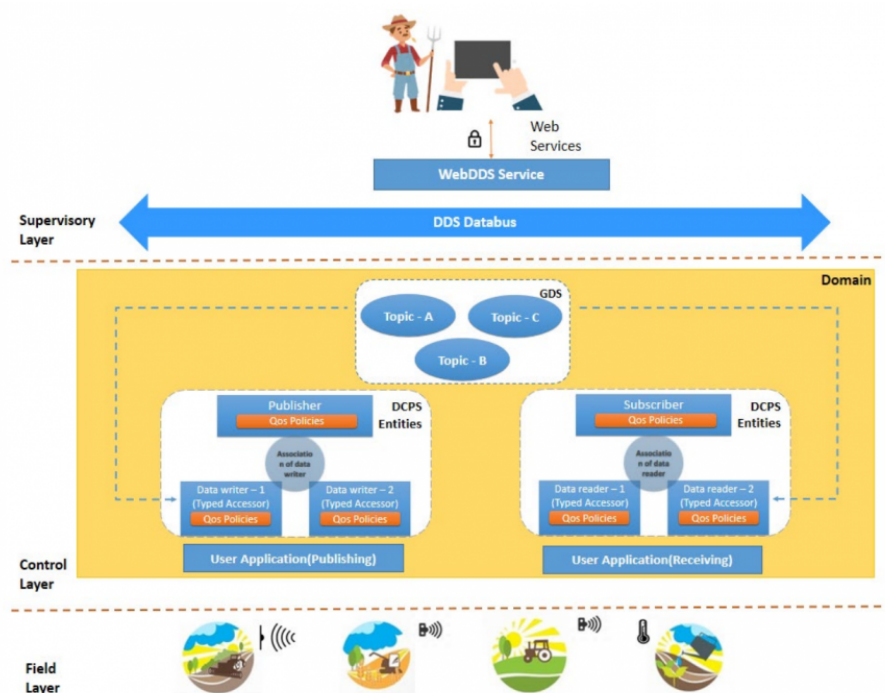 Web
Services
WebDDS Service
Supervisory
Layer
DDS Databus
Domain
GDS
Topic - A
Topic - C
Topic - B
Publisher
Qos Policies
DCPS
Entities
Associatio
n of data
writer
Data writer – 1
(Typed Accessor)
Qos Policies
Data writer – 2
(Typed Accessor)
Qos Policies
User Application(Publishing)
Subscriber
Qos Policies
DCPS
Entities
Associatio
n of data
reader
Data reader – 1
(Typed Accessor)
Qos Policies
Data reader – 2
(Typed Accessor)
Qos Policies
User Application(Receiving)
Control
Layer
Field
Layer